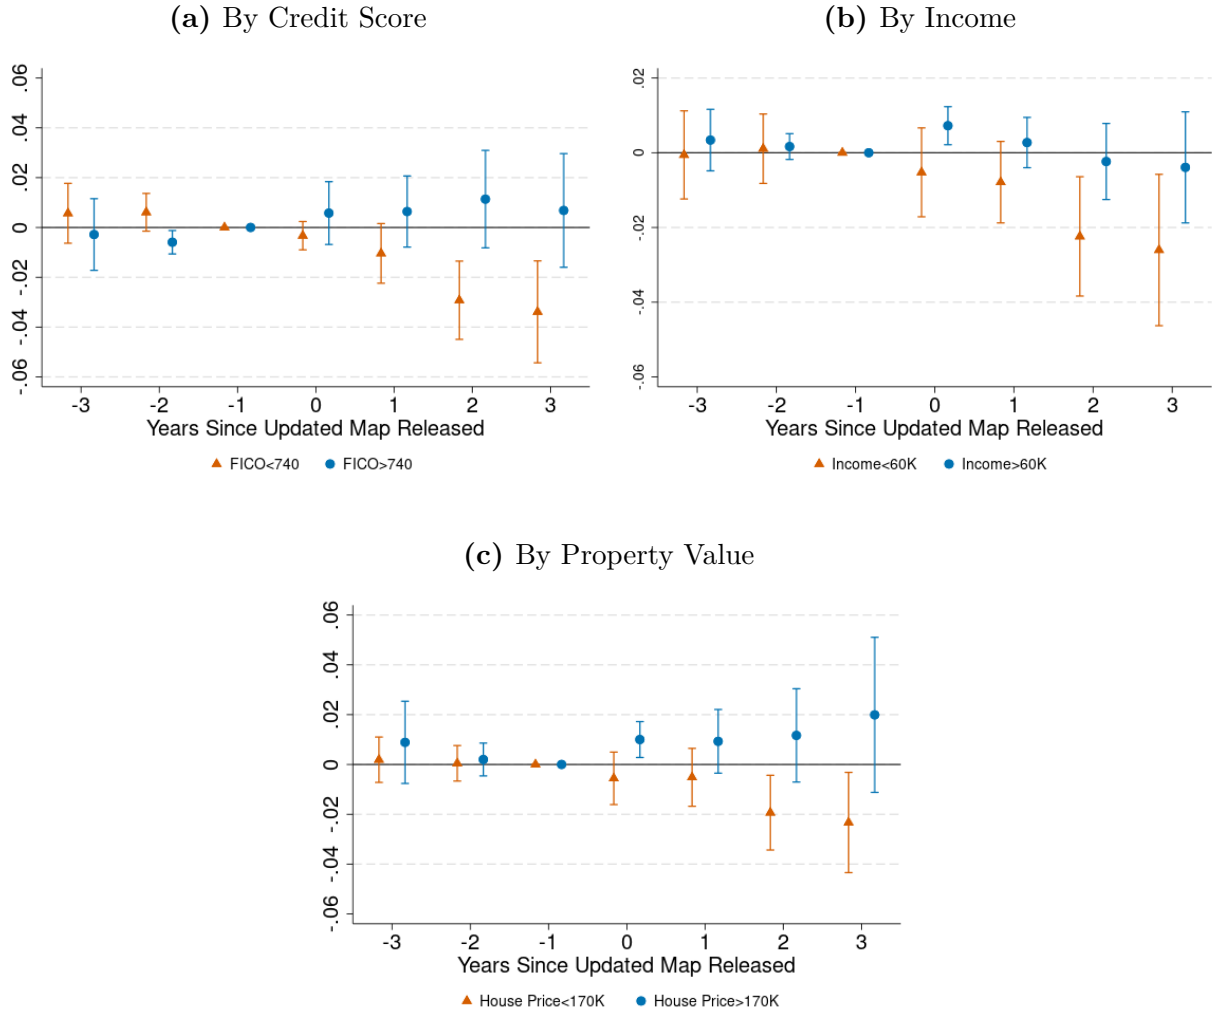 (a) By Credit Score
.06
.04
.02
0
-.02
-.04
-.06
-3 -2 -1 0 1 2 3
Years Since Updated Map Released
FICO<740 FICO>740
(b) By Income
.02
0
-.02
-.04
-.06
-3 -2 -1 0 1 2 3
Years Since Updated Map Released
Income<60K Income>60K
(c) By Property Value
.06
.04
.02
0
-.02
-.04
-.06
-3 -2 -1 0 1 2 3
Years Since Updated Map Released
House Price<170K House Price>170K